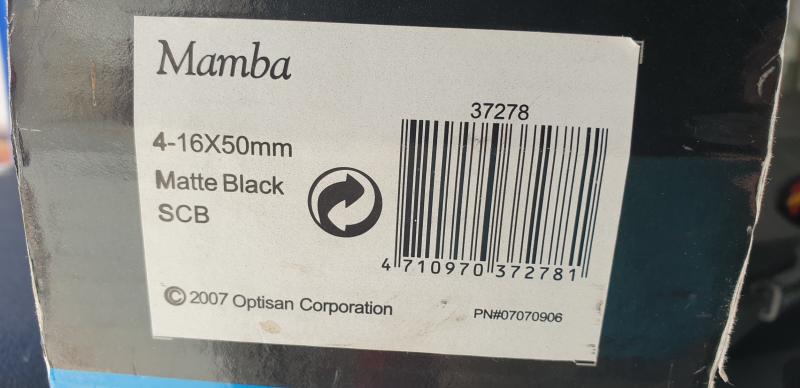 Mamba
37278
4-16X50mm
Matte Black
SCB
4 710970 372781
© 2007 Optisan Corporation
PN#07070906